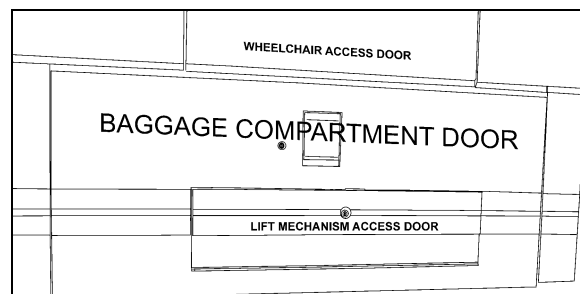 WHEELCHAIR ACCESS DOOR
BAGGAGE COMPARTMENT DOOR
LIFT MECHANISM ACCESS DOOR